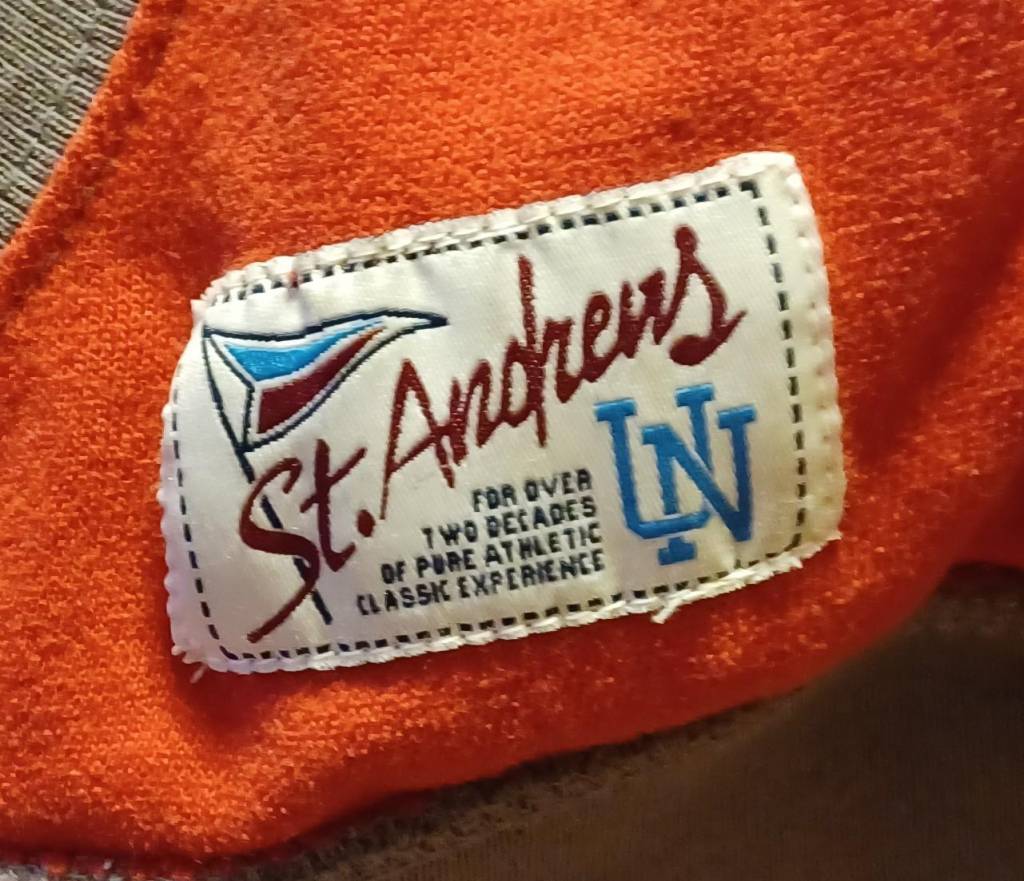 St. Andrews
UN
FOR OVER
TWO DECADES
OF PURE ATHLETIC
CLASSIC EXPERIENCE